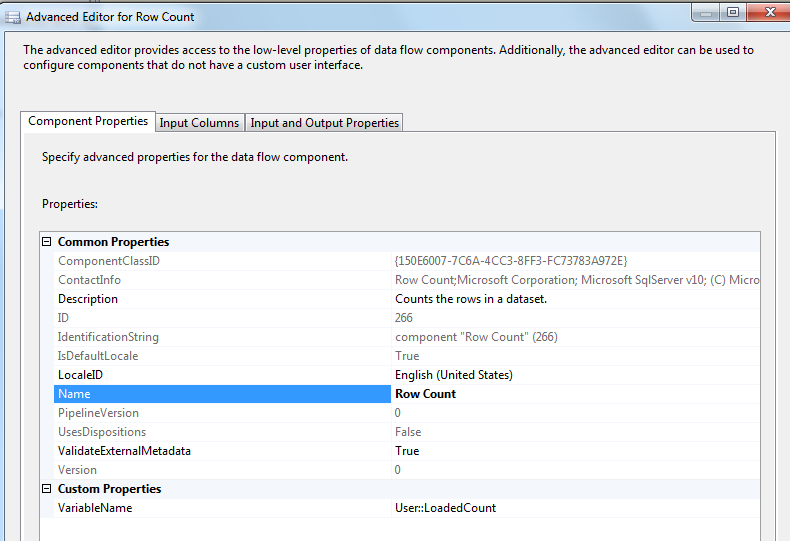 Advanced Editor for Row Count
The advanced editor provides access to the low-level properties of data flow components. Additionally, the advanced editor can be used to
configure components that do not have a custom user interface.
Component Properties Input Columns Input and Output Properties
Specify advanced properties for the data flow component.
Properties:
Common Properties
ComponentClassID {150E6007-7C6A-4CC3-8FF3-FC73783A972E}
ContactInfo Row Count;Microsoft Corporation; Microsoft SqlServer v10; (C) Micro
Description Counts the rows in a dataset.
ID 266
IdentificationString component "Row Count" (266)
IsDefaultLocale True
LocaleID English (United States)
Name Row Count
PipelineVersion 0
UsesDispositions False
ValidateExternalMetadata True
Version 0
Custom Properties
VariableName User::LoadedCount